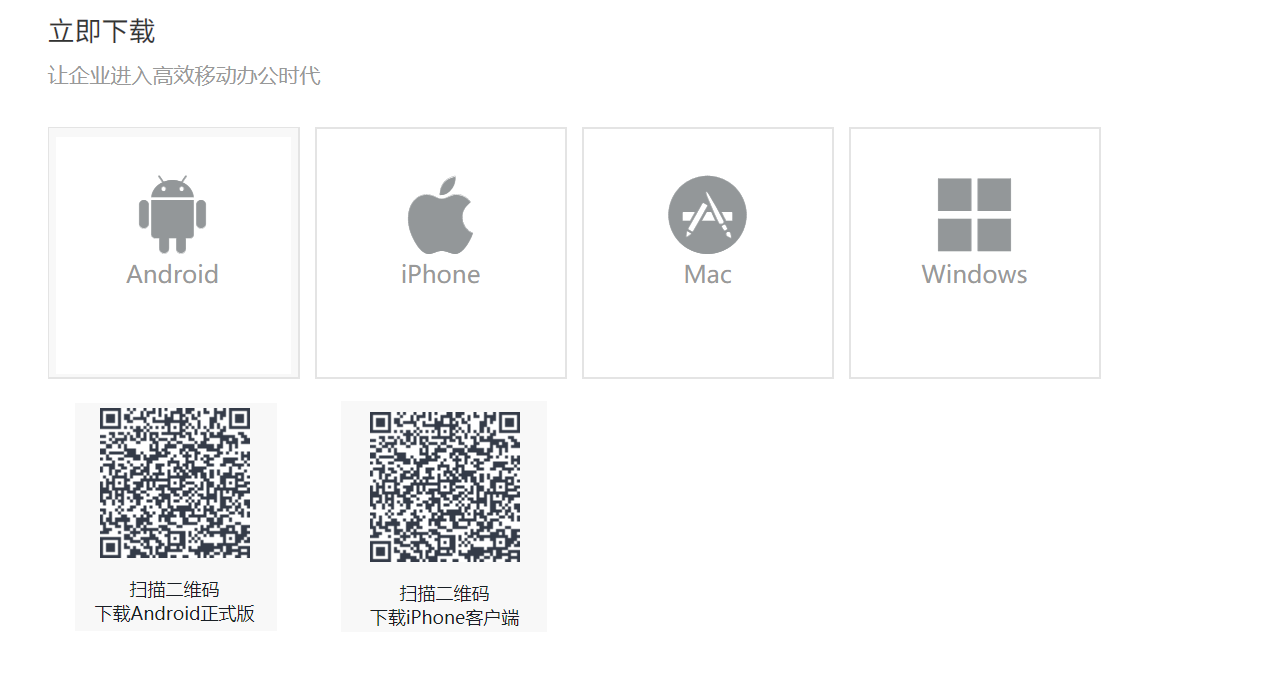 立即下载
让企业进入高效移动办公时代
Android
iPhone
Mac
Windows
扫描二维码
下载Android正式版
扫描二维码
下载iPhone客户端